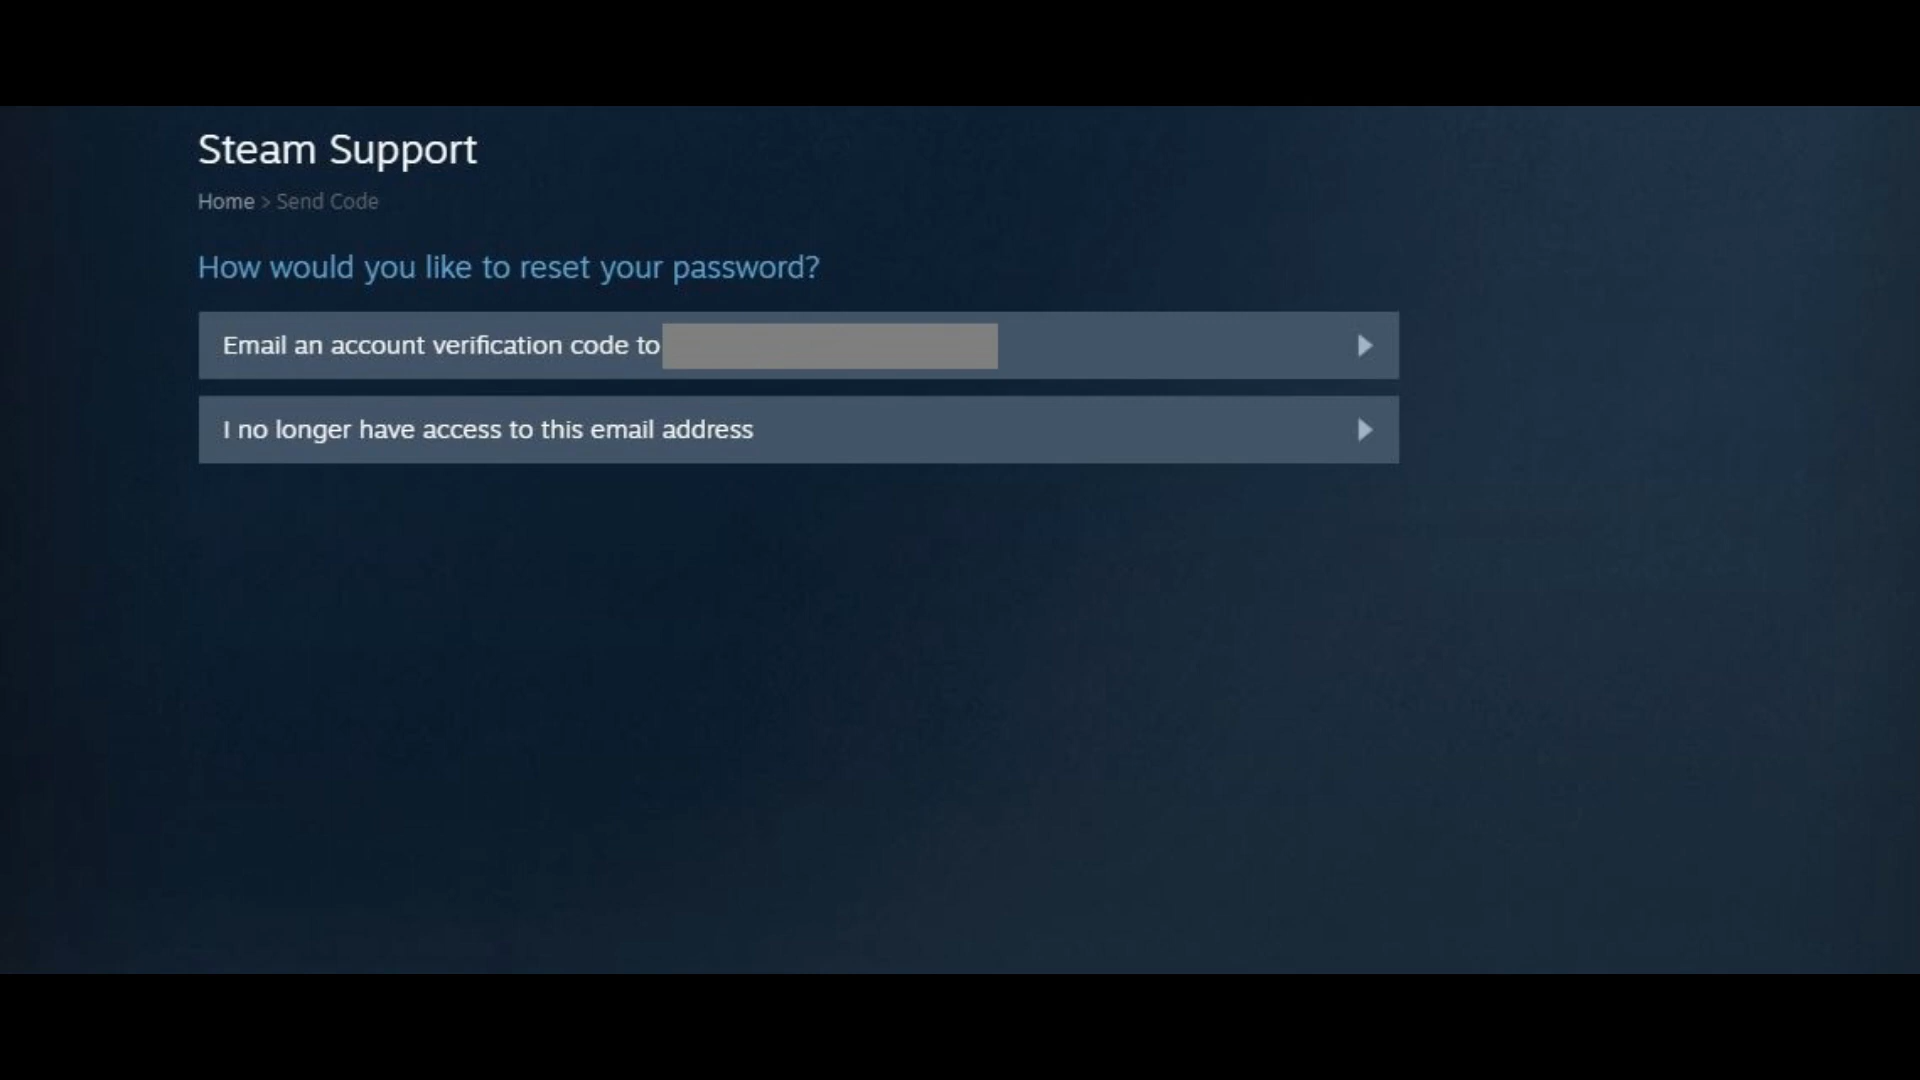 Steam Support
Home > Send Code
How would you like to reset your password?
Email an account verification code to
I no longer have access to this email address